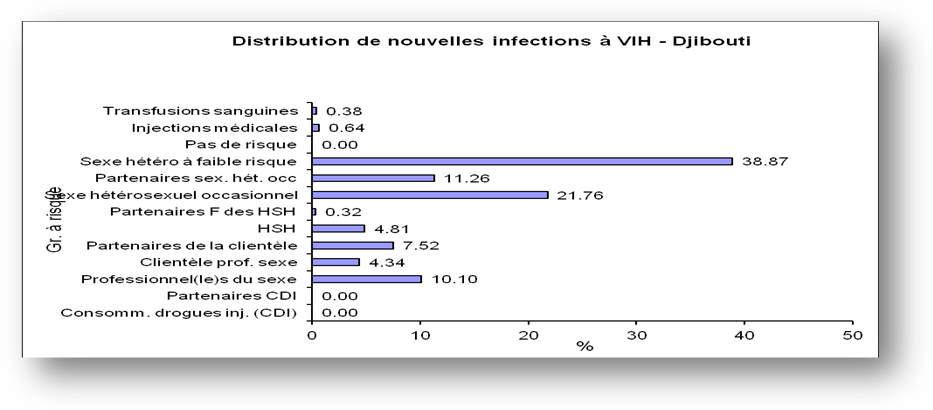 Distribution de nouvelles infections à VIH - Djibouti
Gr. à risque
Transfusions sanguines 0.38
Injections médicales 0.64
Pas de risque 0.00
Sexe hétéro à faible risque 38.87
Partenaires sex. hét. occ 11.26
hétérosexuel occasionnel 21.76
Partenaires F des HSH 0.32
HSH 4.81
Partenaires de la clientèle 7.52
Clientèle prof. sexe 4.34
Professionnel(le)s du sexe 10.10
Partenaires CDI 0.00
Consomm. drogues inj. (CDI) 0.00
0 10 20 30 40 50
%